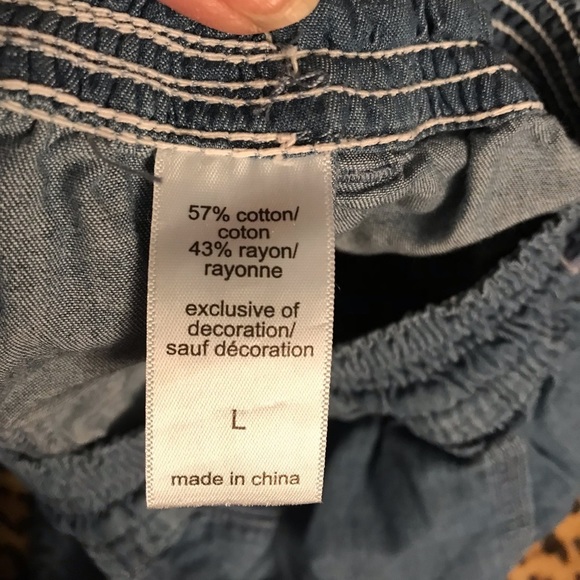 57% cotton/
coton
43% rayon/
rayonne
exclusive of
decoration/
sauf décoration
L
made in china